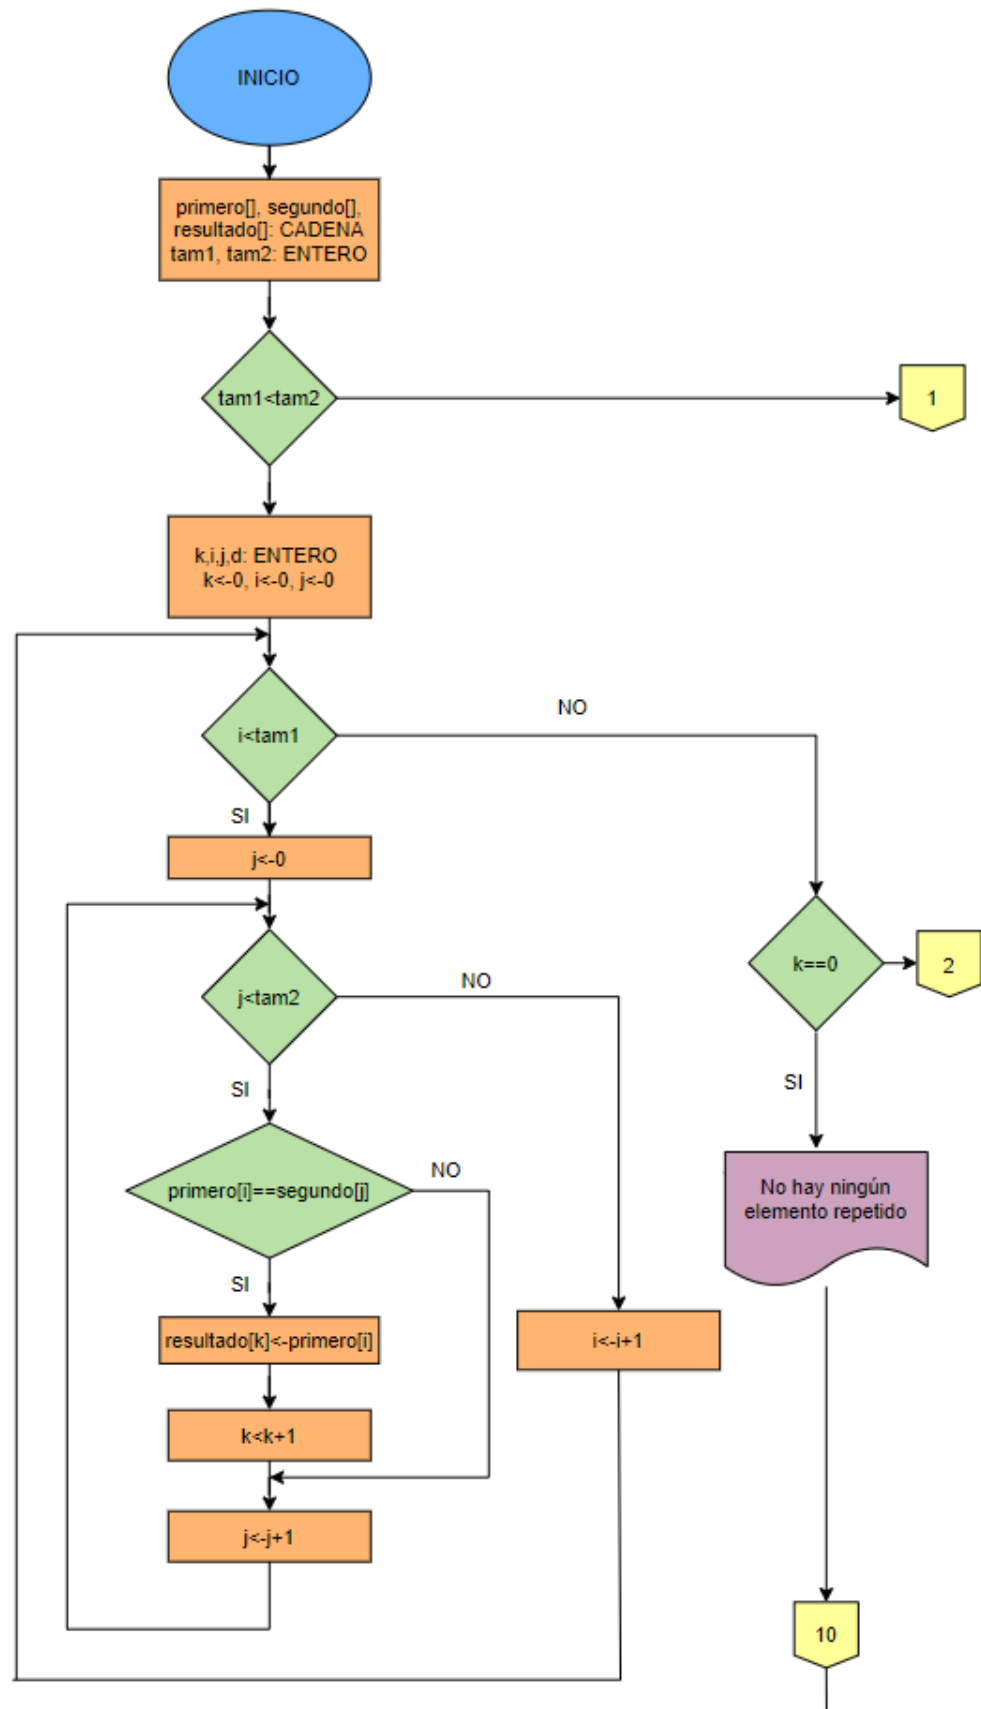 INICIO
primero[], segundo[],
resultado[]: CADENA
tam1, tam2: ENTERO
tam1<tam2
1
k,i,j,d: ENTERO
k<-0, i<-0, j<-0
i<tam1
NO
SI
j<-0
j<tam2
NO
k==0
2
SI
SI
primero[i]==segundo[j]
NO
No hay ningún
elemento repetido
SI
resultado[k]<-primero[i]
i<-i+1
k<k+1
j<-j+1
10